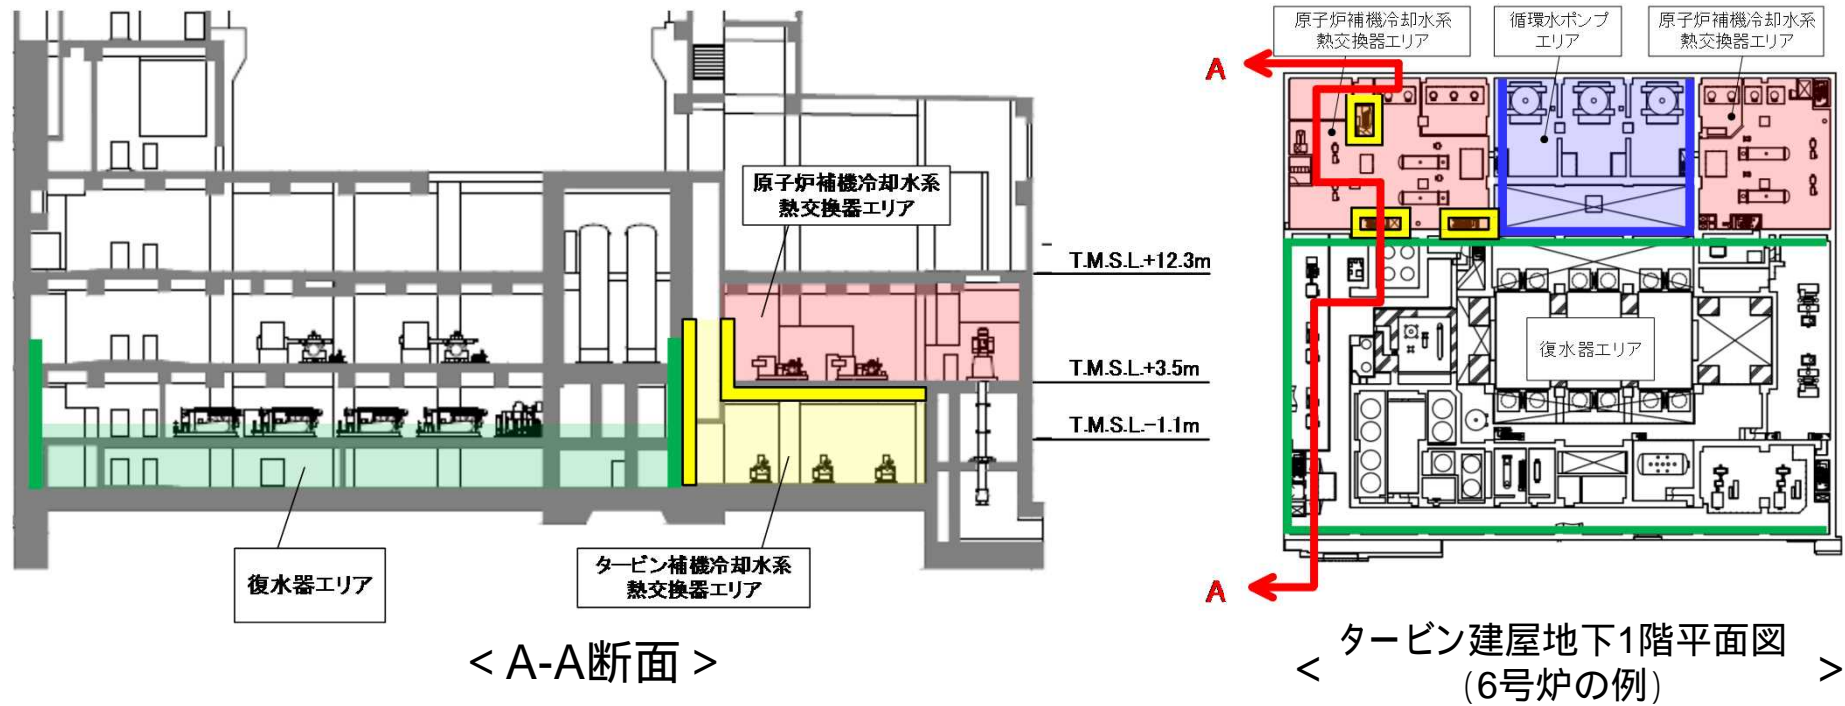 原子炉補機冷却水系
熱交換器エリア
T.M.S.L.+12.3m
T.M.S.L.+3.5m
T.M.S.L.−1.1m
復水器エリア
タービン補機冷却水系
熱交換器エリア
＜A-A断面＞
原子炉補機冷却水系
熱交換器エリア
循環水ポンプ
エリア
原子炉補機冷却水系
熱交換器エリア
A
復水器エリア
A
＜ タービン建屋地下1階平面図 ＞
(6号炉の例)